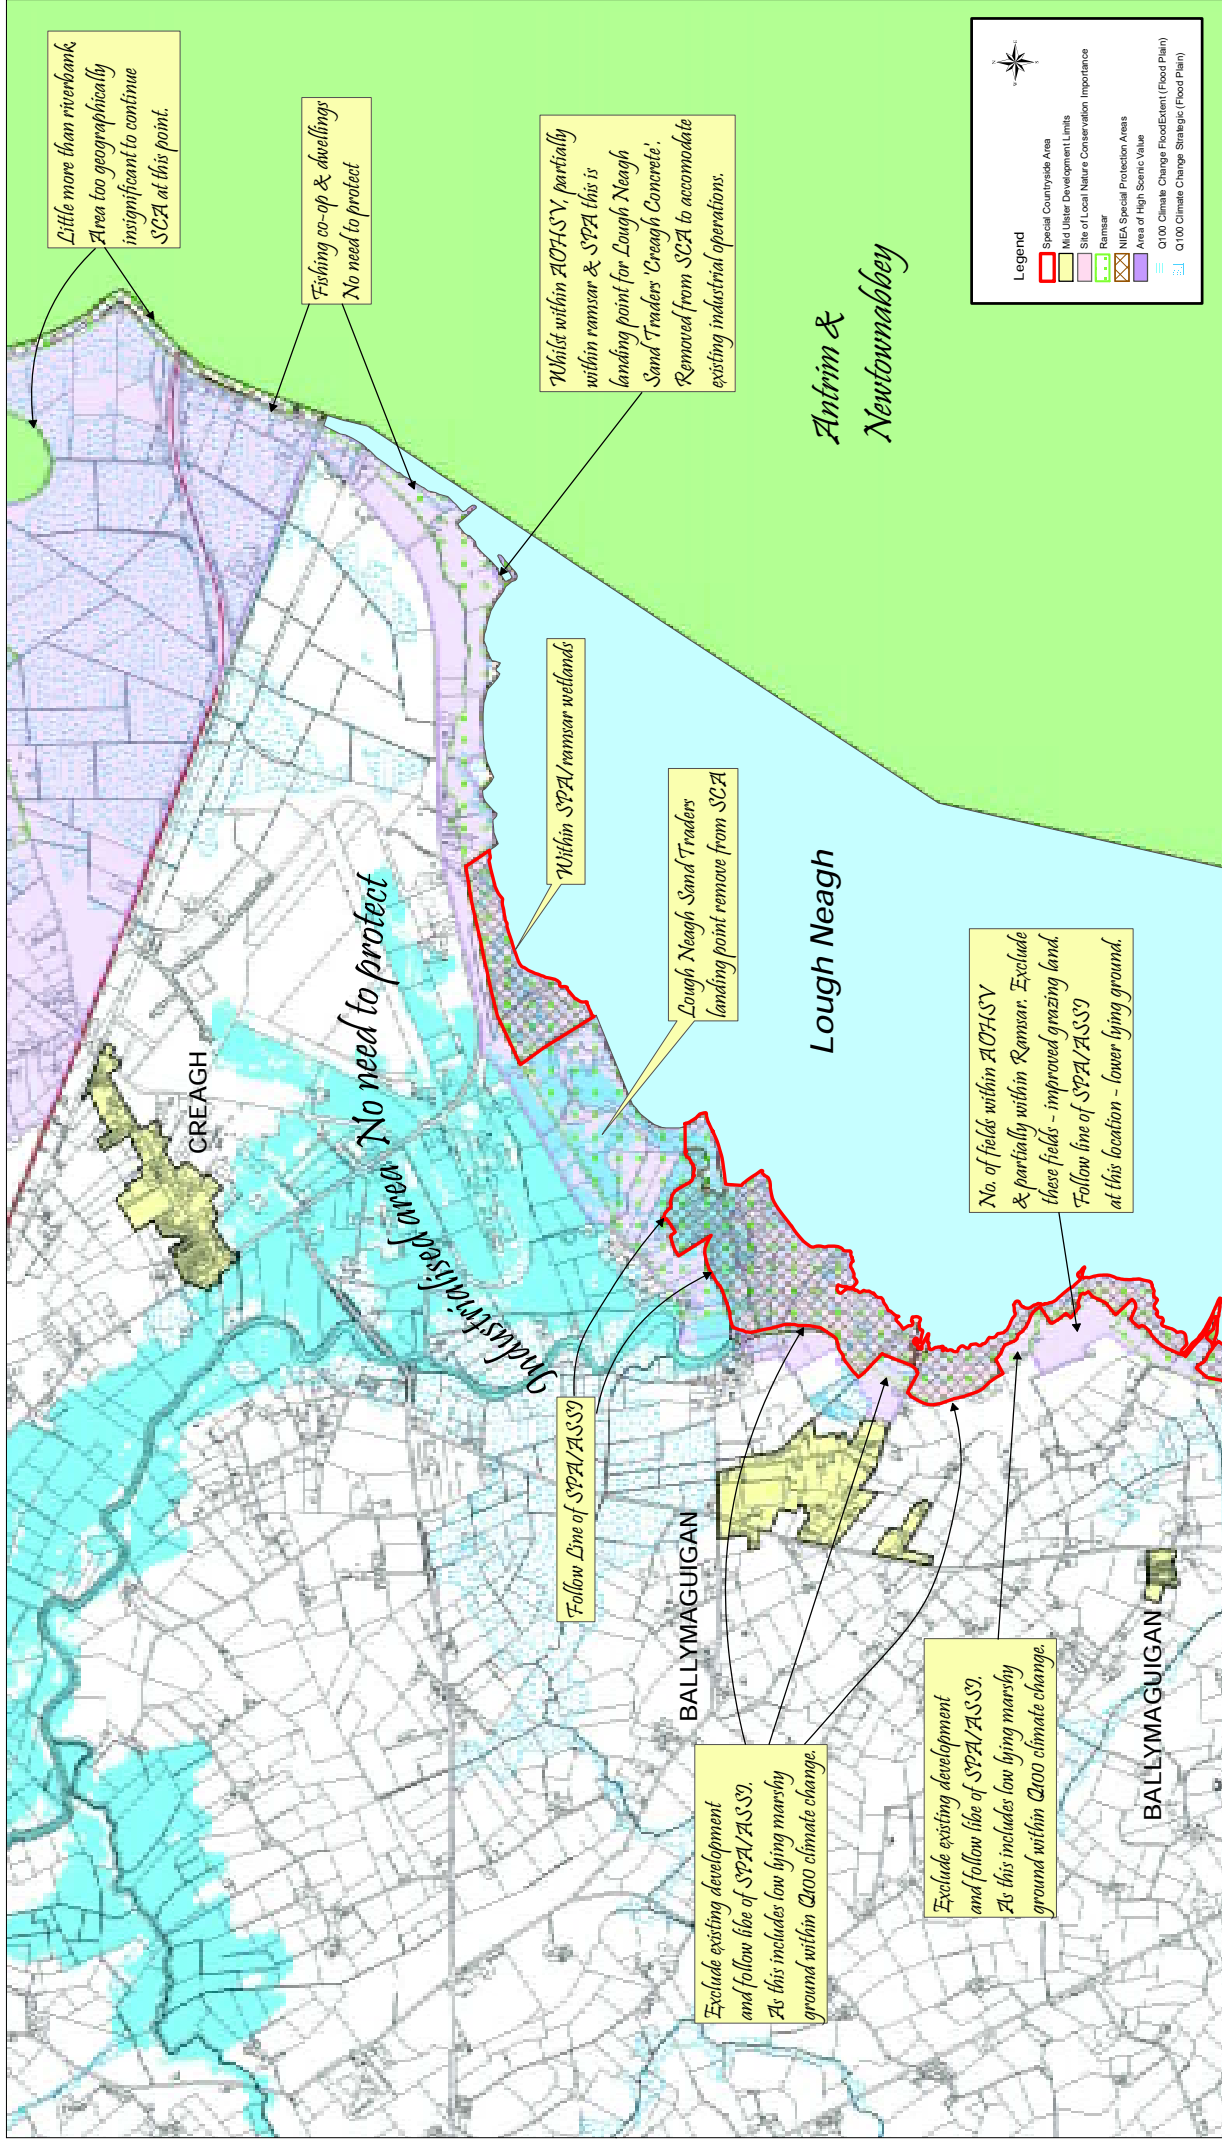 Little more than riverbank
Area too geographically
insignificant to continue
SCA at this point.
Fishing co-op & dwellings
No need to protect
Whilst within AOHSV, partially
within ramsar & SPA this is
landing point for Lough Neagh
Sand Traders 'Creagh Concrete'.
Removed from SCA to accomodate
existing industrial operations.
Antrim &
Newtownabbey
Within SPA/ramsar wetlands
Lough Neagh Sand Traders
landing point remove from SCA
Lough Neagh
No. of fields within AOHSV
& partially within Ramsar. Exclude
these fields - improved grazing land.
Follow line of SPA/ASSI
at this location - lower lying ground.
CREAGH
Industrialised area No need to protect
Follow Line of SPA/ASSI
BALLYMAGUIGAN
BALLYMAGUIGAN
Exclude existing development
and follow libe of SPA/ASSI.
As this includes low lying marshy
ground within Q100 climate change.
Exclude existing development
and follow libe of SPA/ASSI.
As this includes low lying marshy
ground within Q100 climate change.
Legend
Special Countryside Area
Mid Ulster Development Limits
Site of Local Nature Conservation Importance
Ramsar
NIEA Special Protection Areas
Area of High Scenic Value
Q100 Climate Change FloodExtent (Flood Plain)
Q100 Climate Change Strategic (Flood Plain)